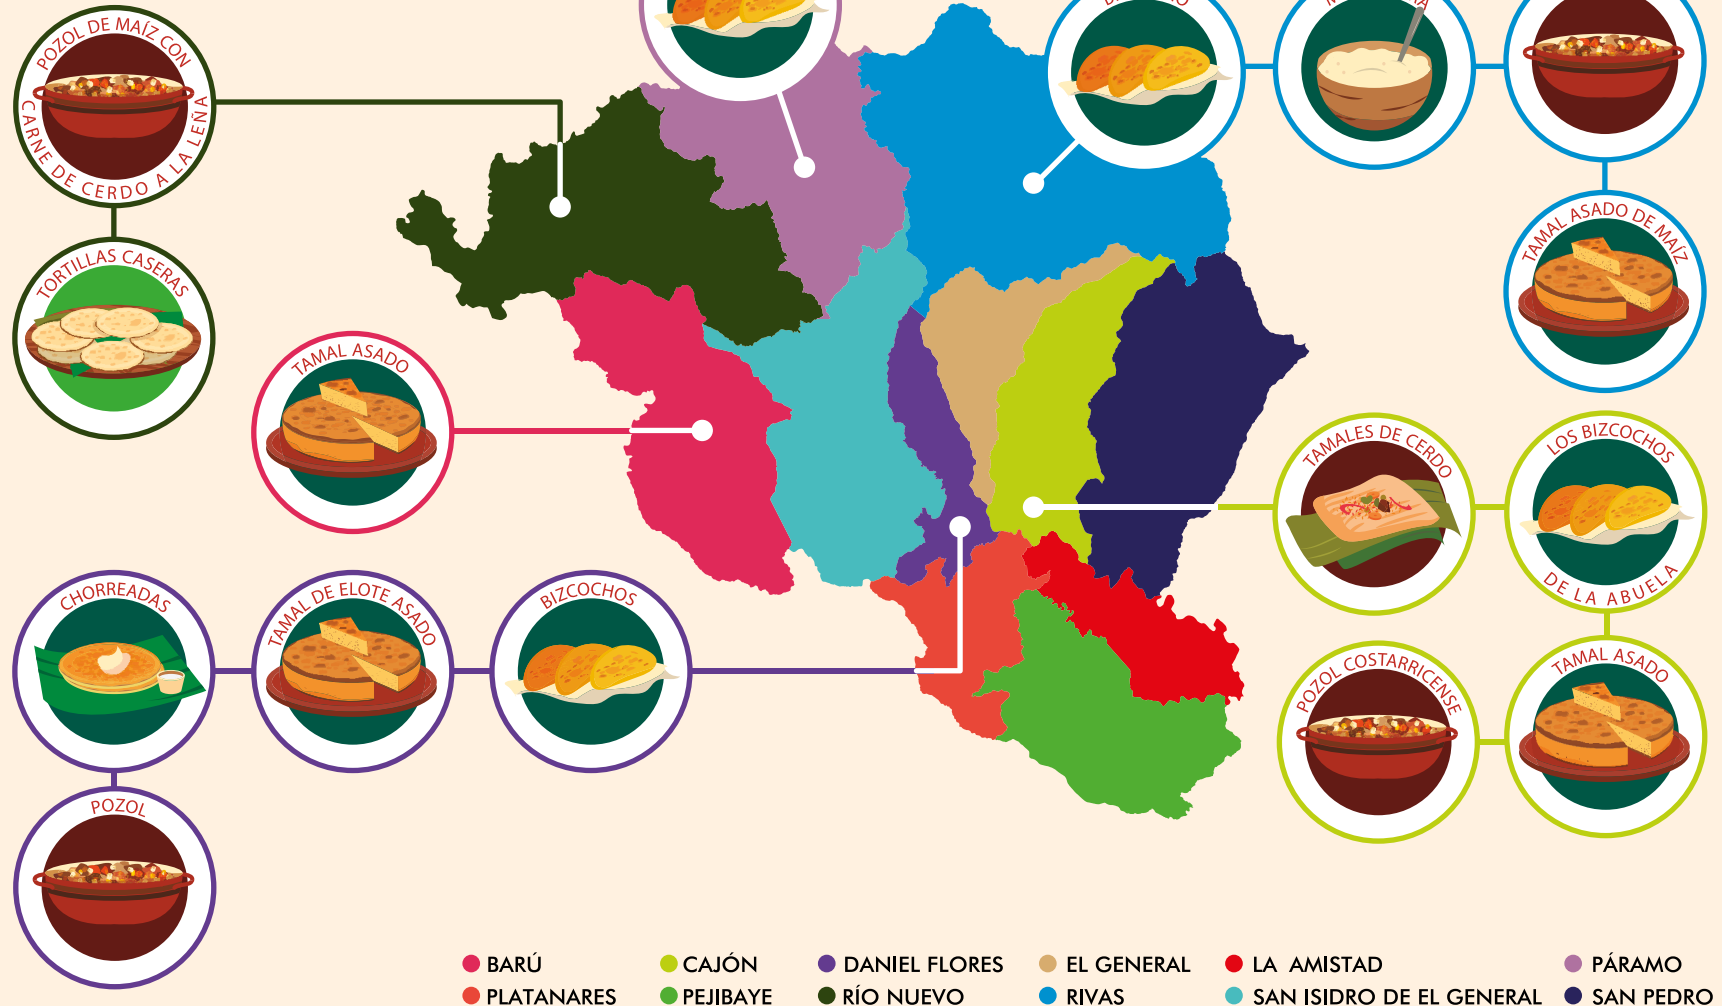 POZOL DE MAÍZ CON
CARNE DE CERDO A LA LEÑA
TORTILLAS CASERAS
TAMAL ASADO DE MAÍZ
TAMAL ASADO
TAMALES DE CERDO
LOS BIZCOCHOS
DE LA ABUELA
CHORREADAS
TAMAL DE ELOTE ASADO
BIZCOCHOS
POZOL COSTARRICENSE
TAMAL ASADO
POZOL
BARÚ
CAJÓN
DANIEL FLORES
EL GENERAL
LA AMISTAD
PÁRAMO
PLATANARES
PEJIBAYE
RÍO NUEVO
RIVAS
SAN ISIDRO DE EL GENERAL
SAN PEDRO